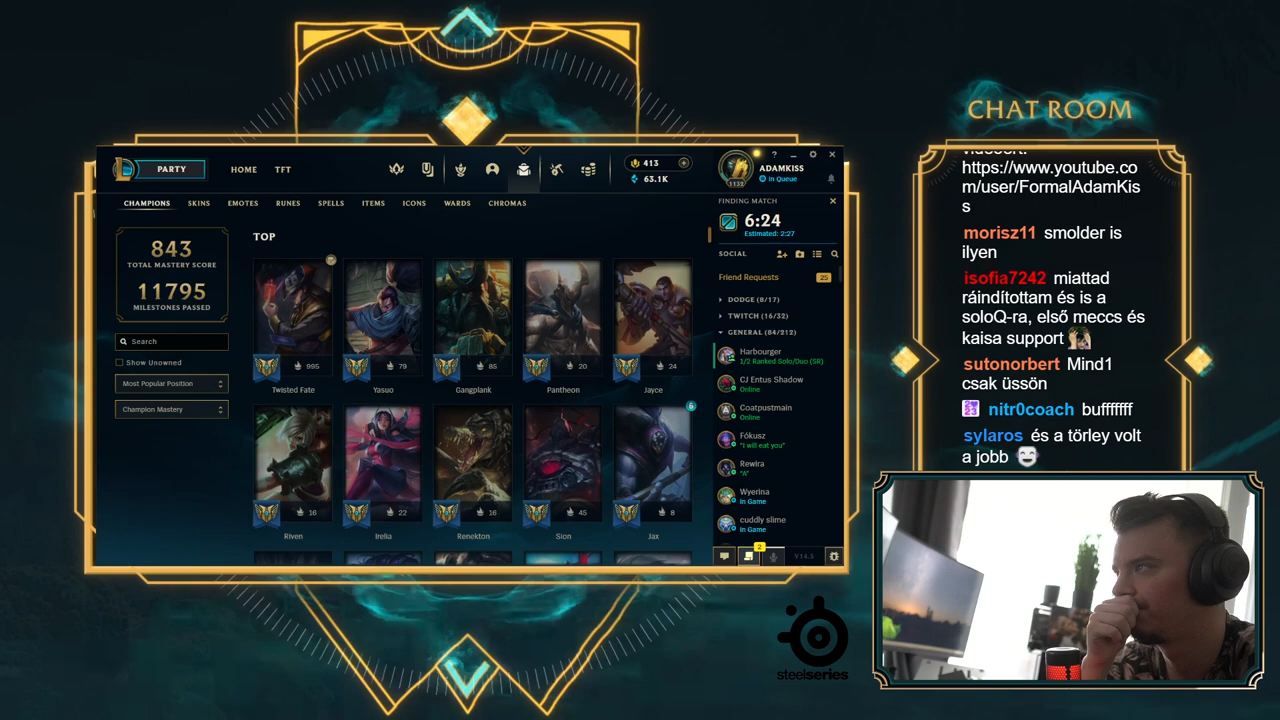 PARTY
HOME
TFT
413
63.1K
1132
ADAMKISS
In Queue
CHAMPIONS
SKINS
EMOTES
RUNES
SPELLS
ITEMS
ICONS
WARDS
CHROMAS
843
TOTAL MASTERY SCORE
11795
MILESTONES PASSED
Search
Show Unowned
Most Popular Position
Champion Mastery
TOP
995
79
85
20
24
Twisted Fate
Yasuo
Gangplank
Pantheon
Jayce
6
16
22
16
45
8
Riven
Irelia
Renekton
Sion
Jax
FINDING MATCH
6:24
Estimated: 2:27
SOCIAL
Friend Requests
25
DODGE (8/17)
TWITCH (16/32)
GENERAL (84/212)
Harbourger
1/2 Ranked Solo/Duo (SR)
CJ Entus Shadow
Online
Coatpustmain
Online
Fókusz
"I will eat you"
Rewira
"A"
Wyerina
In Game
cuddly slime
In Game
2
V14.5
CHAT ROOM
https://www.youtube.co
m/user/FormalAdamKis
s
morisz11 smolder is
ilyen
isofia7242 miattad
ráindítottam és is a
soloQ-ra, első meccs és
kaisa support
sutonorbert Mind1
csak üssön
nitr0coach bufffffff
sylaros és a törley volt
a jobb
steelseries